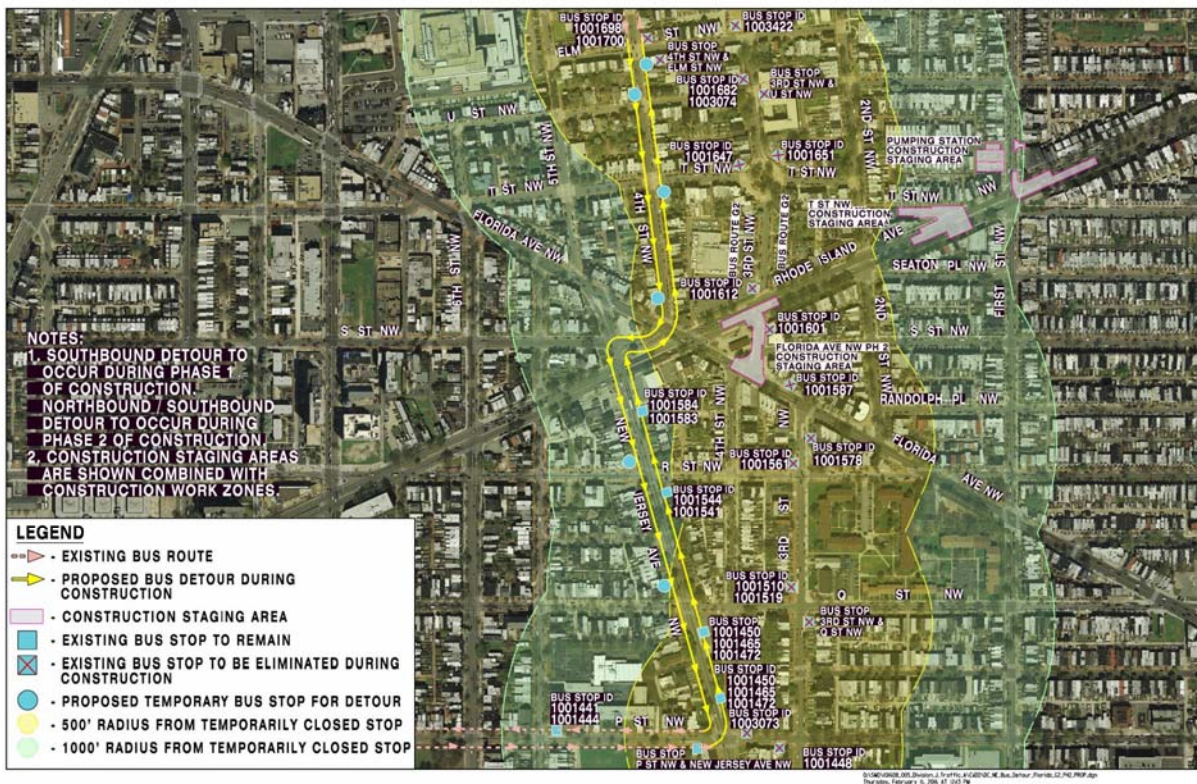 BUS STOP ID
1001698
1001700
ST NW
BUS STOP ID
1003422
ELM
BUS STOP
4TH ST NW &
ELM ST NW
BUS STOP ID
1001682
1003074
BUS STOP
3RD ST NW &
U ST NW
U ST NW
5TH ST NW
2ND ST NW
PUMPING STATION
CONSTRUCTION
STAGING AREA
BUS STOP ID
1001647
T ST NW
BUS STOP ID
1001651
T ST NW
T ST NW
4TH ST NW
T ST NW
NW
T ST NW
CONSTRUCTION
STAGING AREA
FLORIDA AVE NW
BUS ROUTE G2
3RD ST NW
BUS ROUTE G2
RHODE ISLAND AVE
SEATON PL NW
FIRST ST NW
6TH ST NW
BUS STOP ID
1001612
S ST NW
BUS STOP ID
1001601
2ND ST NW
S ST NW
FLORIDA AVE NW PH 2
CONSTRUCTION
STAGING AREA
BUS STOP ID
1001587
RANDOLPH PL NW
NOTES:
1. SOUTHBOUND DETOUR TO
OCCUR DURING PHASE 1
OF CONSTRUCTION.
NORTHBOUND / SOUTHBOUND
DETOUR TO OCCUR DURING
PHASE 2 OF CONSTRUCTION.
2. CONSTRUCTION STAGING AREAS
ARE SHOWN COMBINED WITH
CONSTRUCTION WORK ZONES.
BUS STOP ID
1001584
1001583
4TH ST NW
NW
FLORIDA AVE NW
BUS STOP ID
1001578
BUS STOP ID
1001561
R ST NW
NEW JERSEY AVE NW
BUS STOP ID
1001544
1001541
3RD ST
BUS STOP ID
1001510
1001519
Q ST NW
BUS STOP
3RD ST NW &
Q ST NW
BUS STOP
1001450
1001465
1001472
BUS STOP ID
1001450
1001465
1001472
BUS STOP ID
1003073
BUS STOP ID
1001441
1001444
P ST NW
BUS STOP
P ST NW & NEW JERSEY AVE NW
BUS STOP ID
1001448
LEGEND
- EXISTING BUS ROUTE
- PROPOSED BUS DETOUR DURING
CONSTRUCTION
- CONSTRUCTION STAGING AREA
- EXISTING BUS STOP TO REMAIN
- EXISTING BUS STOP TO BE ELIMINATED DURING
CONSTRUCTION
- PROPOSED TEMPORARY BUS STOP FOR DETOUR
- 500' RADIUS FROM TEMPORARILY CLOSED STOP
- 1000' RADIUS FROM TEMPORARILY CLOSED STOP